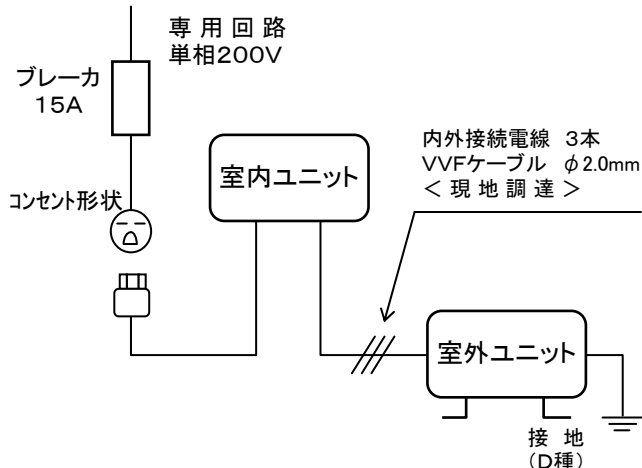 専用回路
単相200V
ブレーカ
15A
コンセント形状
室内ユニット
内外接続電線 3本
VVFケーブル φ2.0mm
<現地調達>
室外ユニット
接地
(D種)